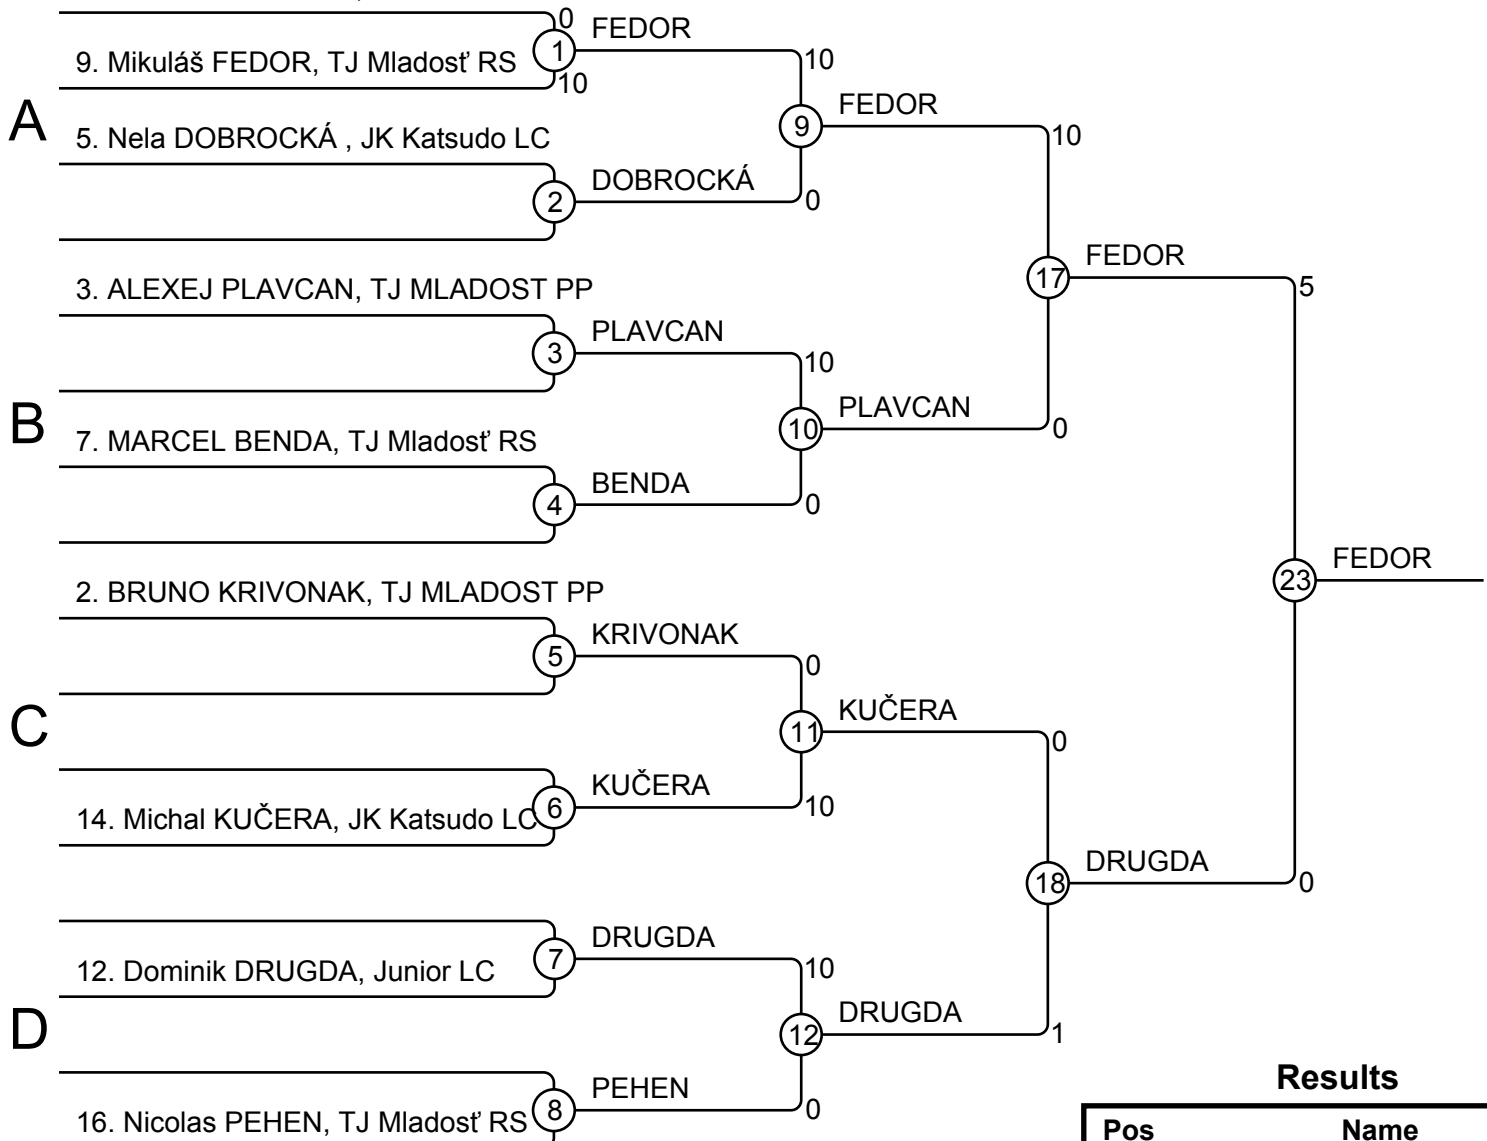 0
FEDOR
1
9. Mikuláš FEDOR, TJ Mladosť RS
10
10
A
FEDOR
9
10
5. Nela DOBROCKÁ , JK Katsudo LC
DOBROCKÁ
2
0
FEDOR
17
5
3. ALEXEJ PLAVCAN, TJ MLADOST PP
PLAVCAN
3
10
B
PLAVCAN
10
0
7. MARCEL BENDA, TJ Mladosť RS
BENDA
4
0
FEDOR
23
2. BRUNO KRIVONAK, TJ MLADOST PP
KRIVONAK
5
0
C
KUČERA
11
0
KUČERA
6
10
14. Michal KUČERA, JK Katsudo LC
DRUGDA
18
0
DRUGDA
7
10
12. Dominik DRUGDA, Junior LC
D
DRUGDA
12
1
Results
PEHEN
8
0
16. Nicolas PEHEN, TJ Mladosť RS
Pos Name